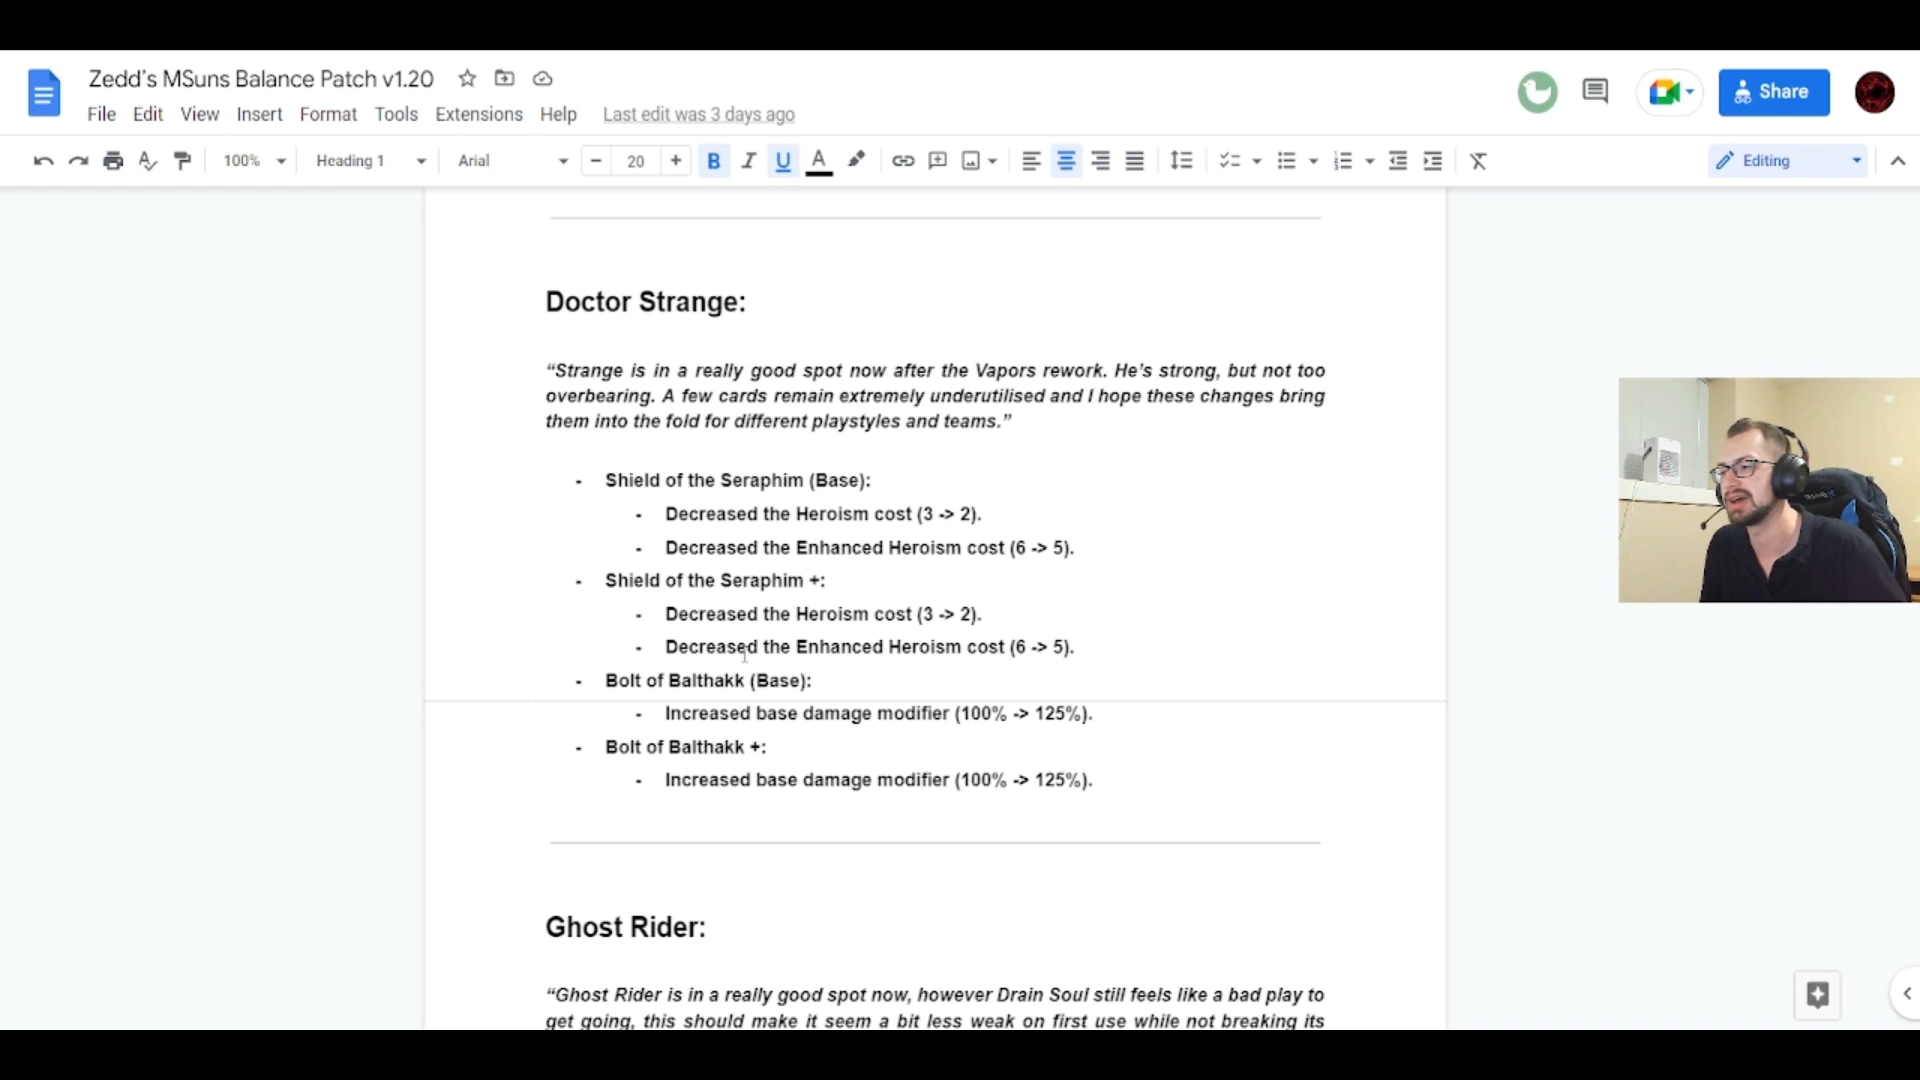 Zedd's MSuns Balance Patch v1.20
File Edit View Insert Format Tools Extensions Help Last edit was 3 days ago
Share
100% Heading 1 Arial 20 B I U A Editing
Doctor Strange:
“Strange is in a really good spot now after the Vapors rework. He’s strong, but not too
overbearing. A few cards remain extremely underutilised and I hope these changes bring
them into the fold for different playstyles and teams.”
- Shield of the Seraphim (Base):
- Decreased the Heroism cost (3 -> 2).
- Decreased the Enhanced Heroism cost (6 -> 5).
- Shield of the Seraphim +:
- Decreased the Heroism cost (3 -> 2).
- Decreased the Enhanced Heroism cost (6 -> 5).
- Bolt of Balthakk (Base):
- Increased base damage modifier (100% -> 125%).
- Bolt of Balthakk +:
- Increased base damage modifier (100% -> 125%).
Ghost Rider:
“Ghost Rider is in a really good spot now, however Drain Soul still feels like a bad play to
get going, this should make it seem a bit less weak on first use while not breaking its